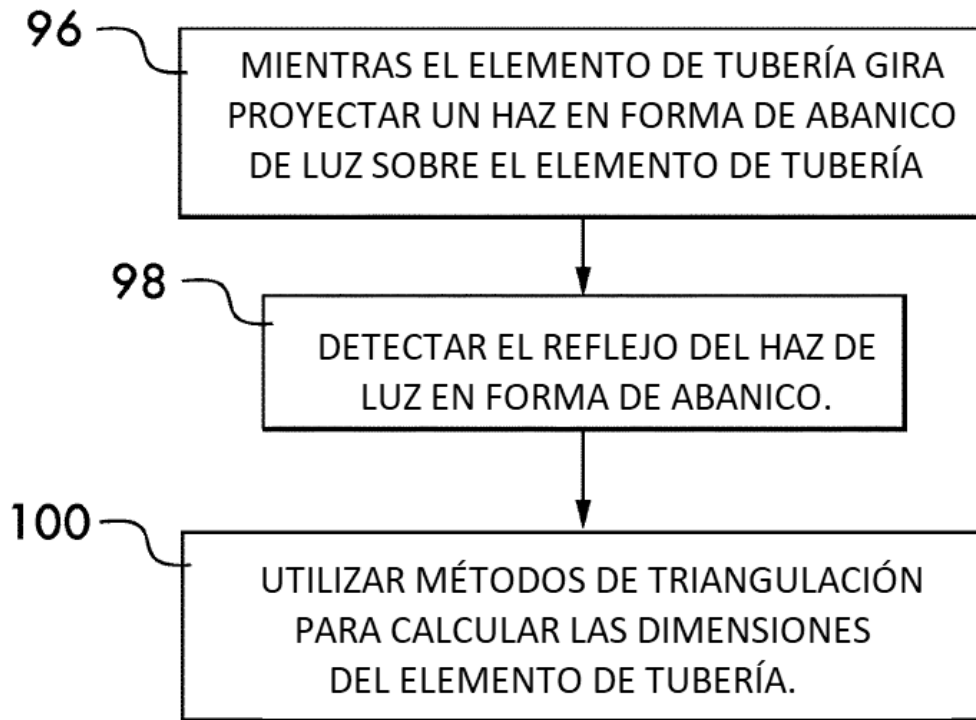 96
MIENTRAS EL ELEMENTO DE TUBERÍA GIRA
PROYECTAR UN HAZ EN FORMA DE ABANICO
DE LUZ SOBRE EL ELEMENTO DE TUBERÍA
98
DETECTAR EL REFLEJO DEL HAZ DE
LUZ EN FORMA DE ABANICO.
100
UTILIZAR MÉTODOS DE TRIANGULACIÓN
PARA CALCULAR LAS DIMENSIONES
DEL ELEMENTO DE TUBERÍA.